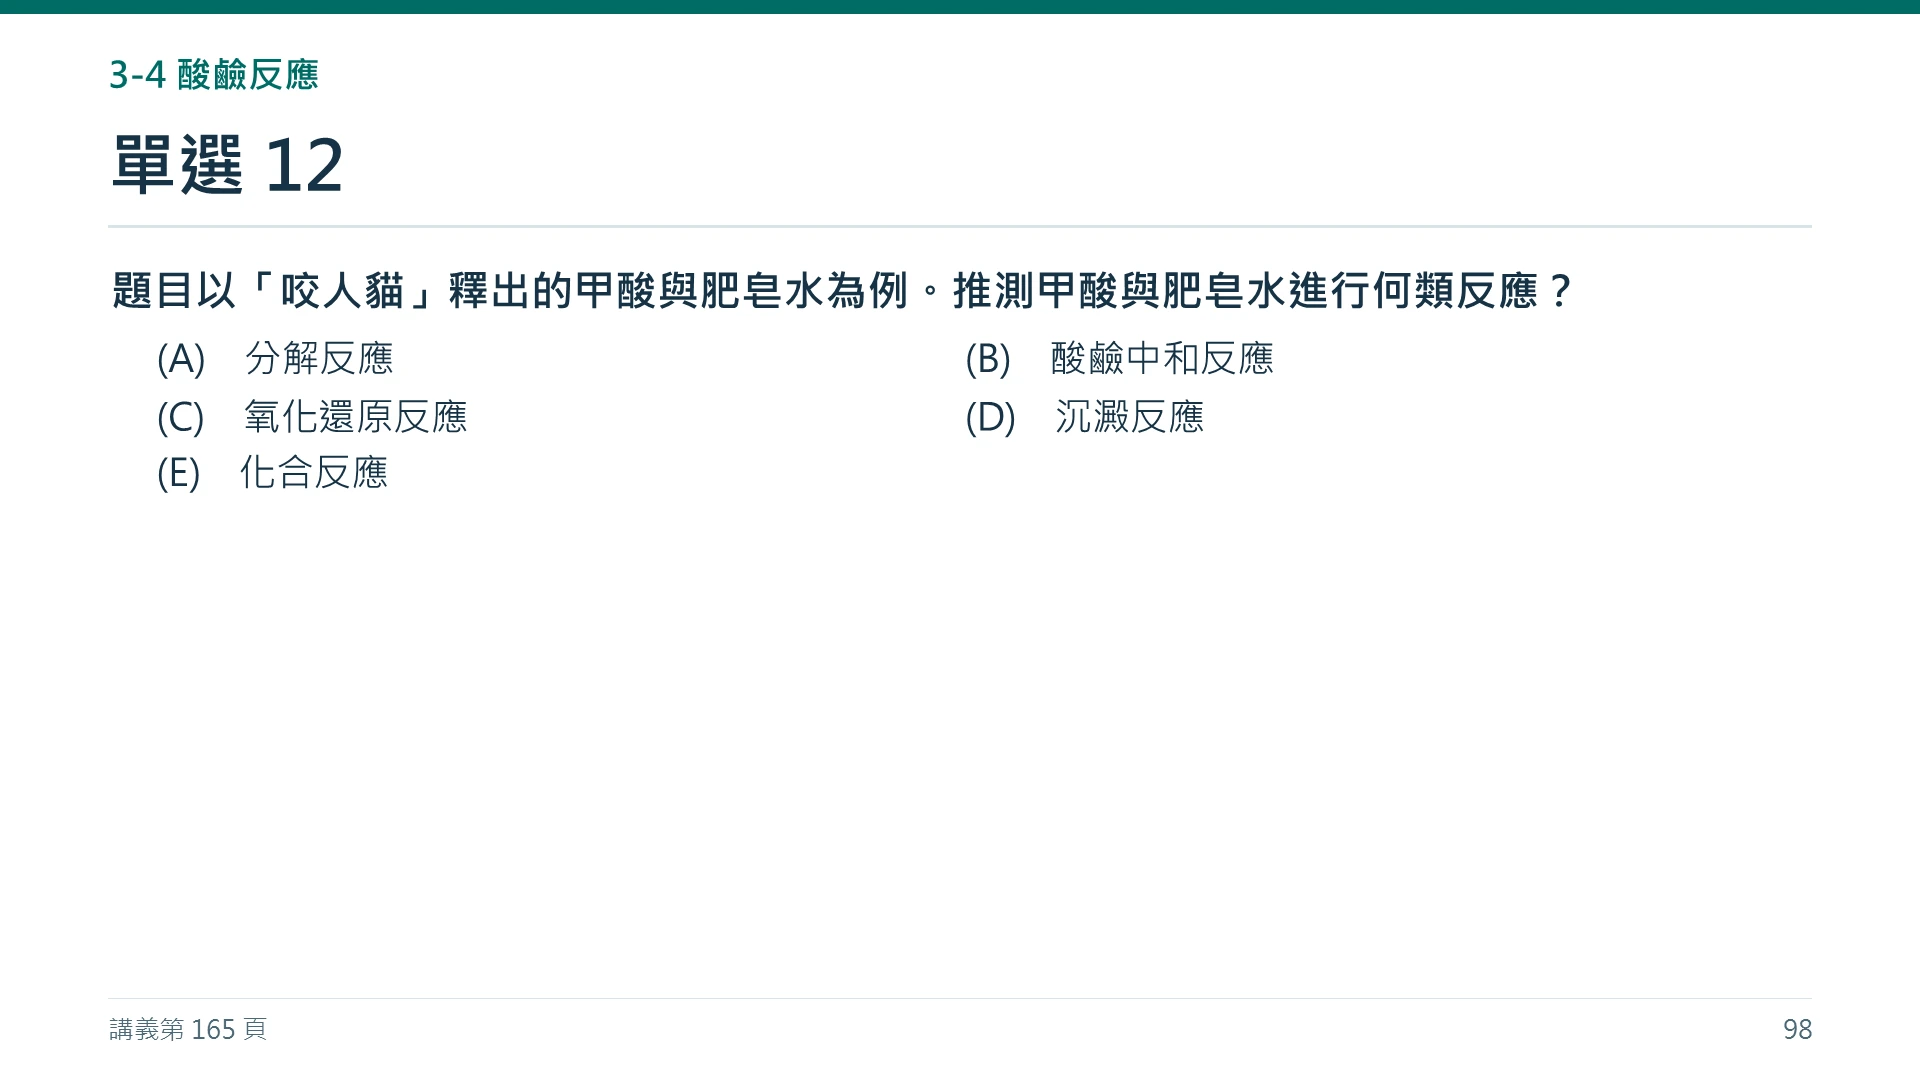 3-4 酸鹼反應
單選 12
題目以「咬人貓」釋出的甲酸與肥皂水為例。推測甲酸與肥皂水進行何類反應？
(A) 分解反應
(B) 酸鹼中和反應
(C) 氧化還原反應
(D) 沉澱反應
(E) 化合反應
講義第 165 頁
98